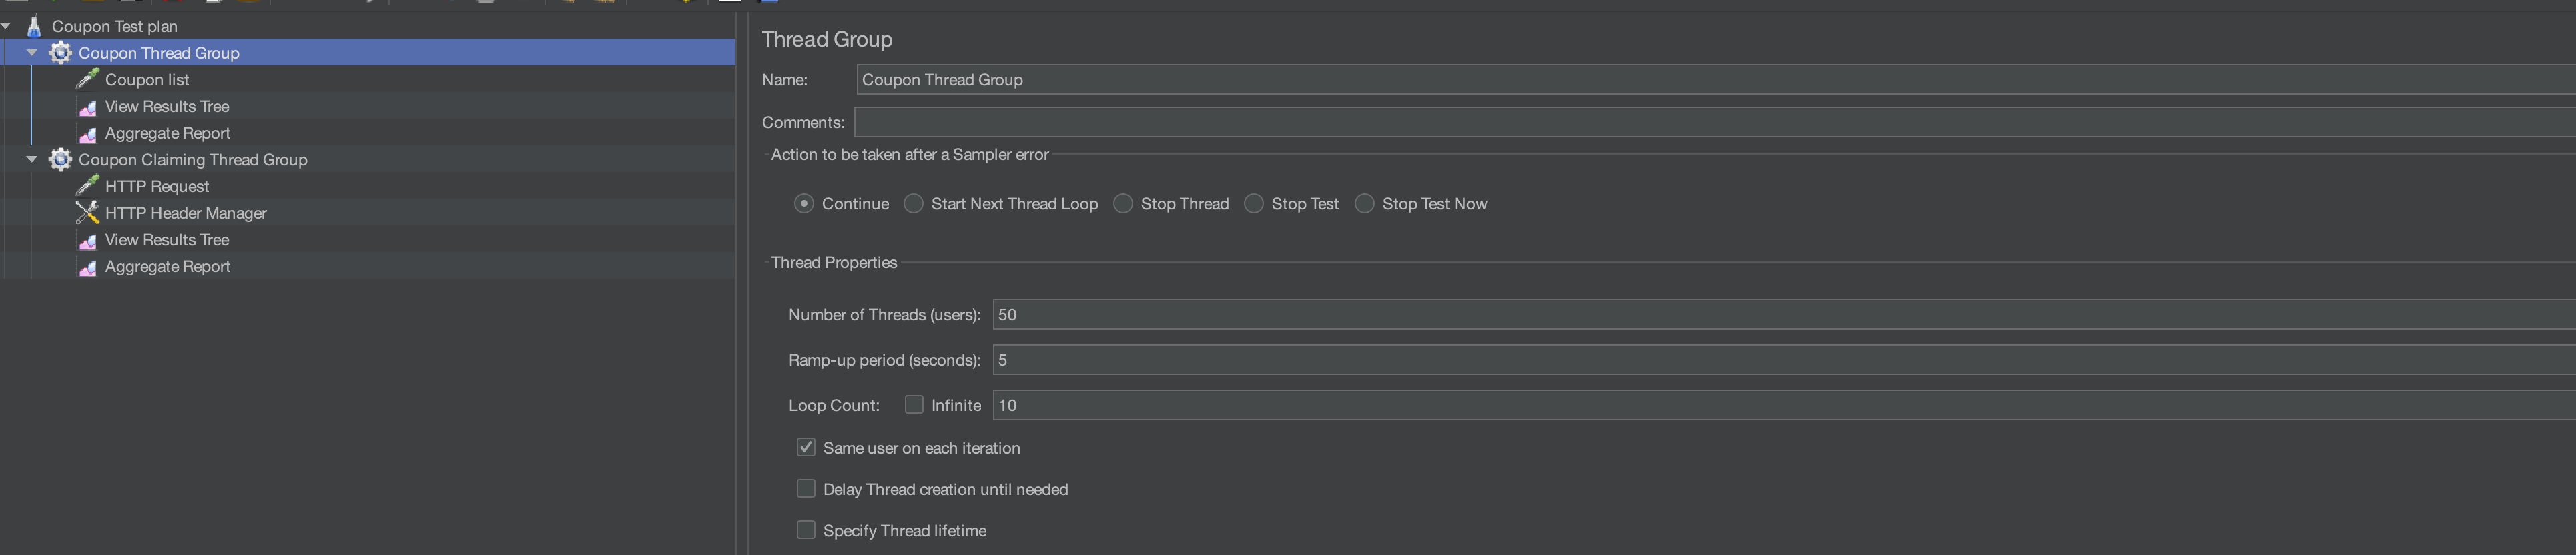 Coupon Test plan
Coupon Thread Group
Coupon list
View Results Tree
Aggregate Report
Coupon Claiming Thread Group
HTTP Request
HTTP Header Manager
View Results Tree
Aggregate Report
Thread Group
Name: Coupon Thread Group
Comments:
Action to be taken after a Sampler error
Continue Start Next Thread Loop Stop Thread Stop Test Stop Test Now
Thread Properties
Number of Threads (users): 50
Ramp-up period (seconds): 5
Loop Count: Infinite 10
Same user on each iteration
Delay Thread creation until needed
Specify Thread lifetime